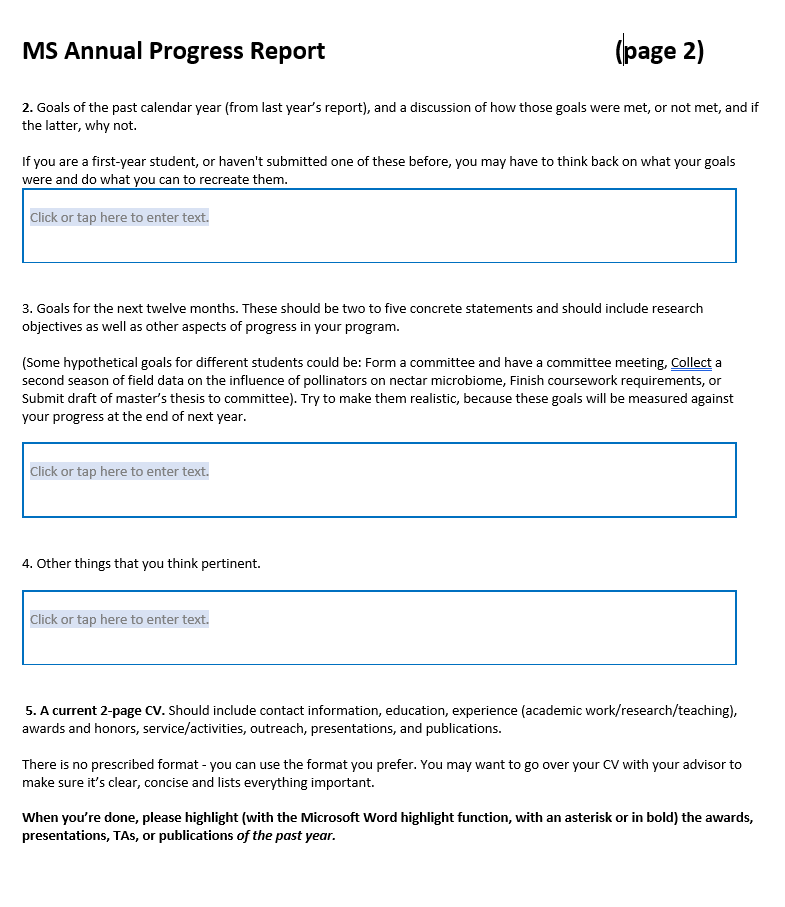 MS Annual Progress Report (page 2)
2. Goals of the past calendar year (from last year's report), and a discussion of how those goals were met, or not met, and if
the latter, why not.
If you are a first-year student, or haven't submitted one of these before, you may have to think back on what your goals
were and do what you can to recreate them.
Click or tap here to enter text.
3. Goals for the next twelve months. These should be two to five concrete statements and should include research
objectives as well as other aspects of progress in your program.
(Some hypothetical goals for different students could be: Form a committee and have a committee meeting, Collect a
second season of field data on the influence of pollinators on nectar microbiome, Finish coursework requirements, or
Submit draft of master's thesis to committee). Try to make them realistic, because these goals will be measured against
your progress at the end of next year.
Click or tap here to enter text.
4. Other things that you think pertinent.
Click or tap here to enter text.
5. A current 2-page CV. Should include contact information, education, experience (academic work/research/teaching),
awards and honors, service/activities, outreach, presentations, and publications.
There is no prescribed format - you can use the format you prefer. You may want to go over your CV with your advisor to
make sure it's clear, concise and lists everything important.
When you're done, please highlight (with the Microsoft Word highlight function, with an asterisk or in bold) the awards,
presentations, TAs, or publications of the past year.